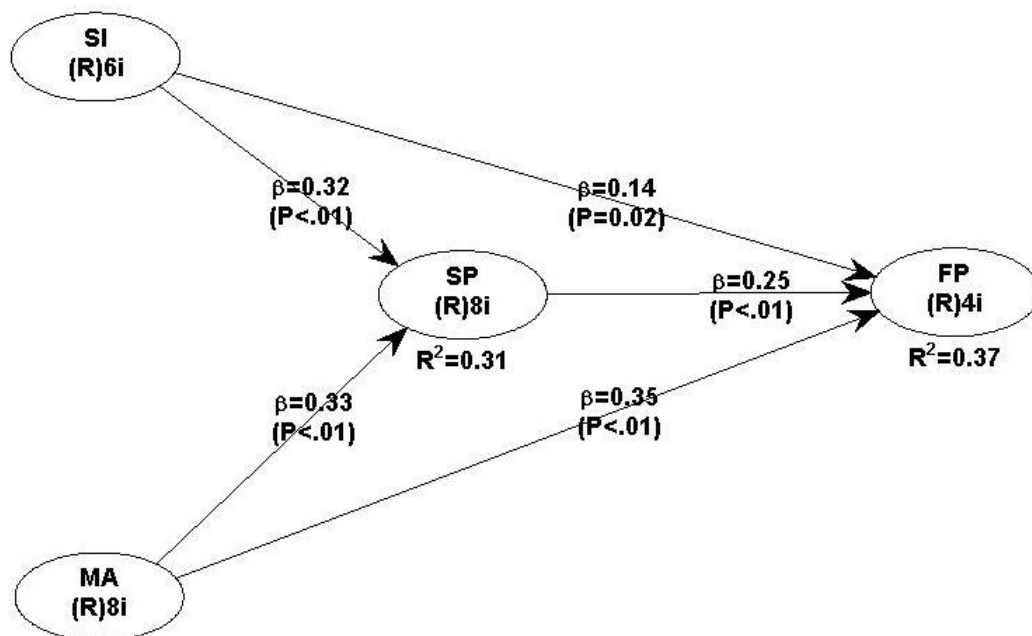 SI
(R)6i
β=0.32
(P<.01)
β=0.14
(P=0.02)
SP
(R)8i
R²=0.31
β=0.25
(P<.01)
FP
(R)4i
R²=0.37
β=0.33
(P<.01)
β=0.35
(P<.01)
MA
(R)8i